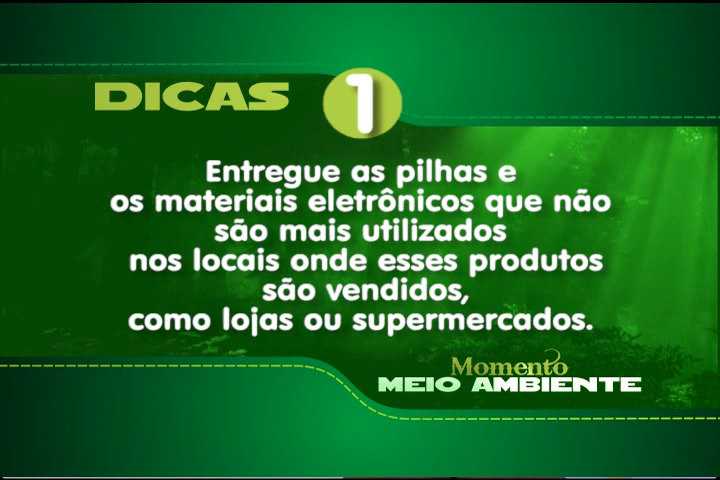 DICAS 1
Entregue as pilhas e
os materiais eletrônicos que não
são mais utilizados
nos locais onde esses produtos
são vendidos,
como lojas ou supermercados.
Momento
MEIO AMBIENTE